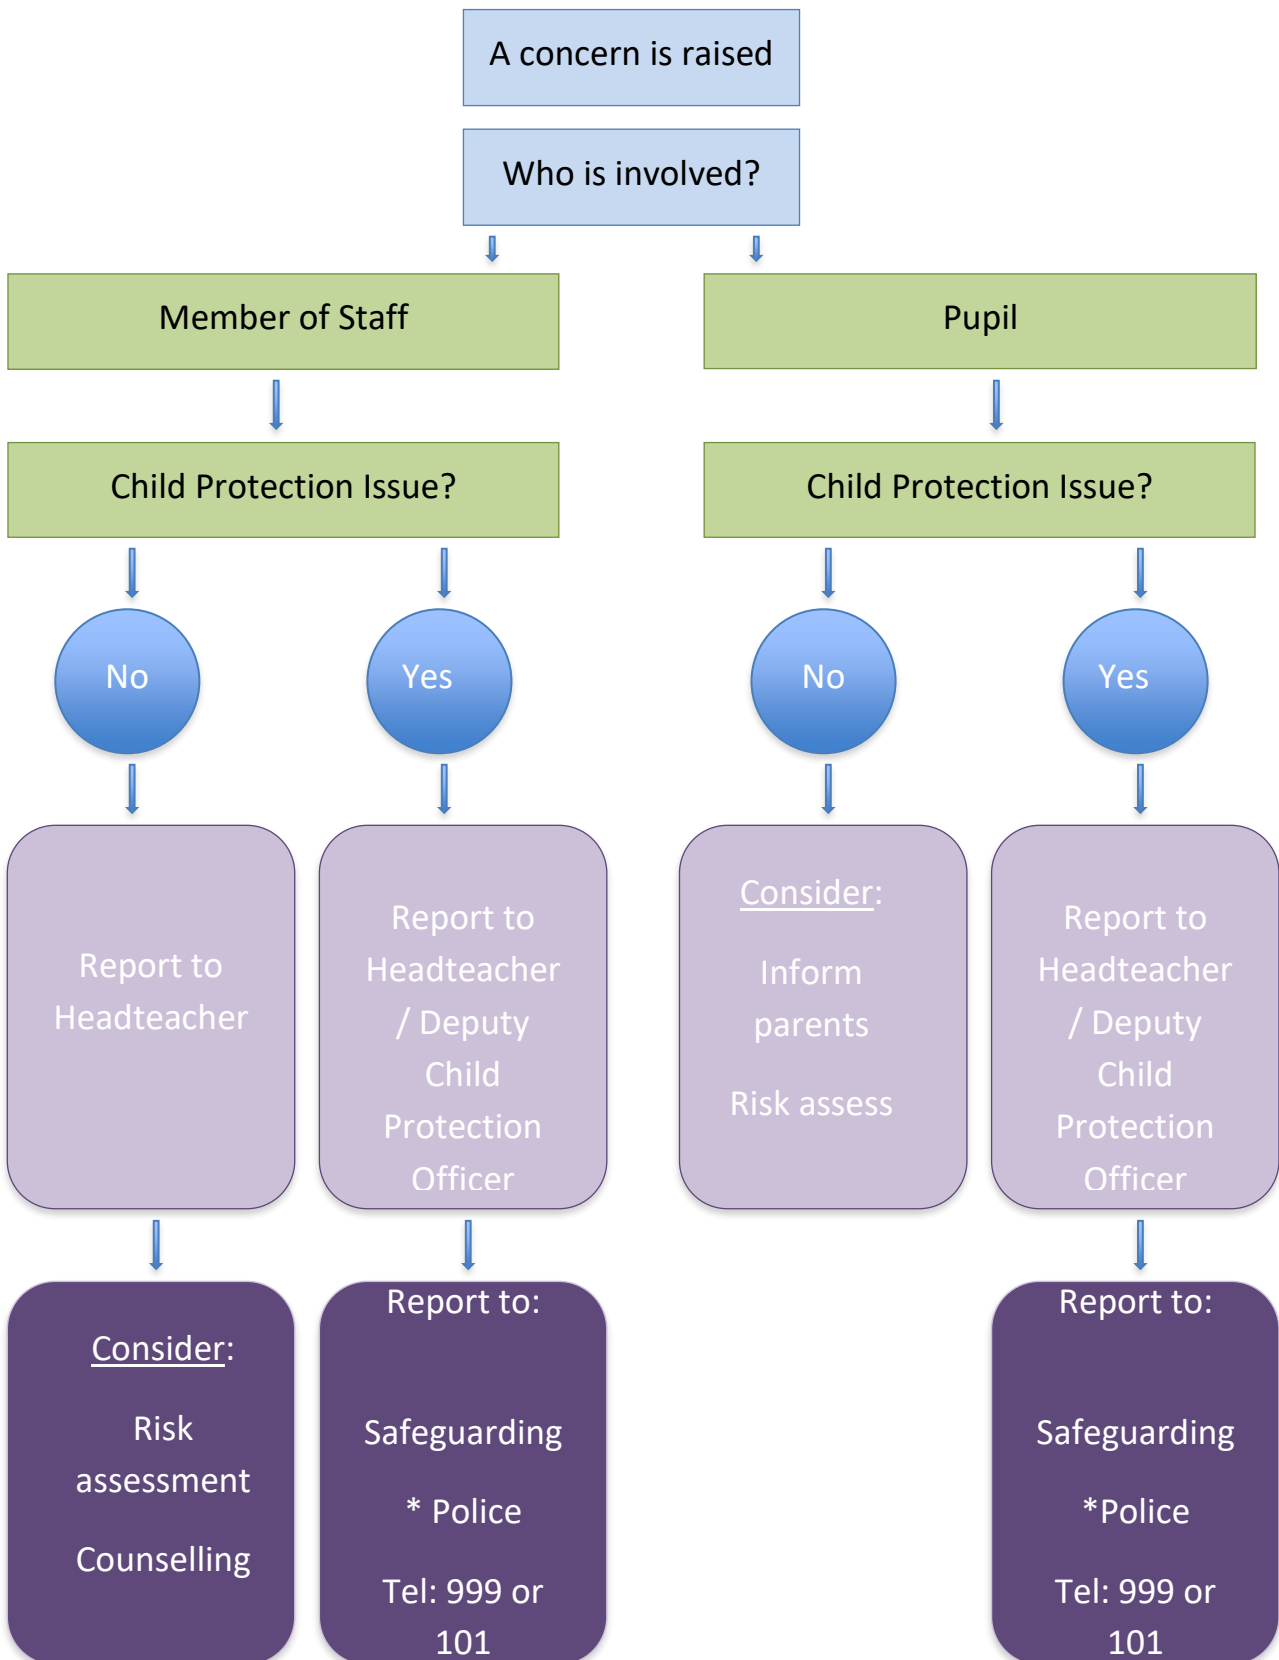 A concern is raised
Who is involved?
Member of Staff
Pupil
Child Protection Issue?
Child Protection Issue?
No
Yes
No
Yes
Report to
Headteacher
Report to
Headteacher
/ Deputy
Child
Protection
Officer
Consider:
Inform
parents
Risk assess
Report to
Headteacher
/ Deputy
Child
Protection
Officer
Consider:
Risk
assessment
Counselling
Report to:
Safeguarding
* Police
Tel: 999 or
101
Report to:
Safeguarding
*Police
Tel: 999 or
101